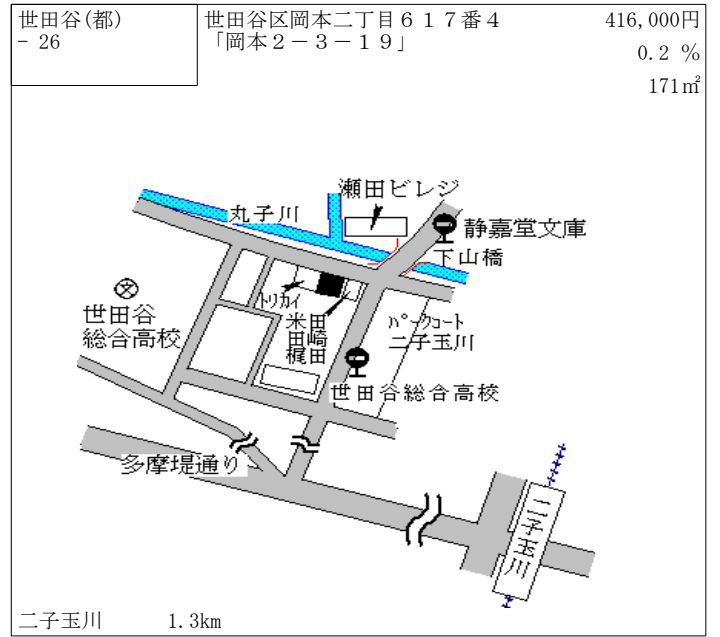 世田谷(都)
- 26
世田谷区岡本二丁目６１７番４
「岡本２－３－１９」
416,000円
0.2 %
171㎡
瀬田ビレジ
丸子川
静嘉堂文庫
下山橋
世田谷
総合高校
ﾄﾘｶｲ
米田
田崎
梶田
ﾊﾟｰｸｺｰﾄ
二子玉川
世田谷総合高校
多摩堤通り
二子玉川
二子玉川
1.3km